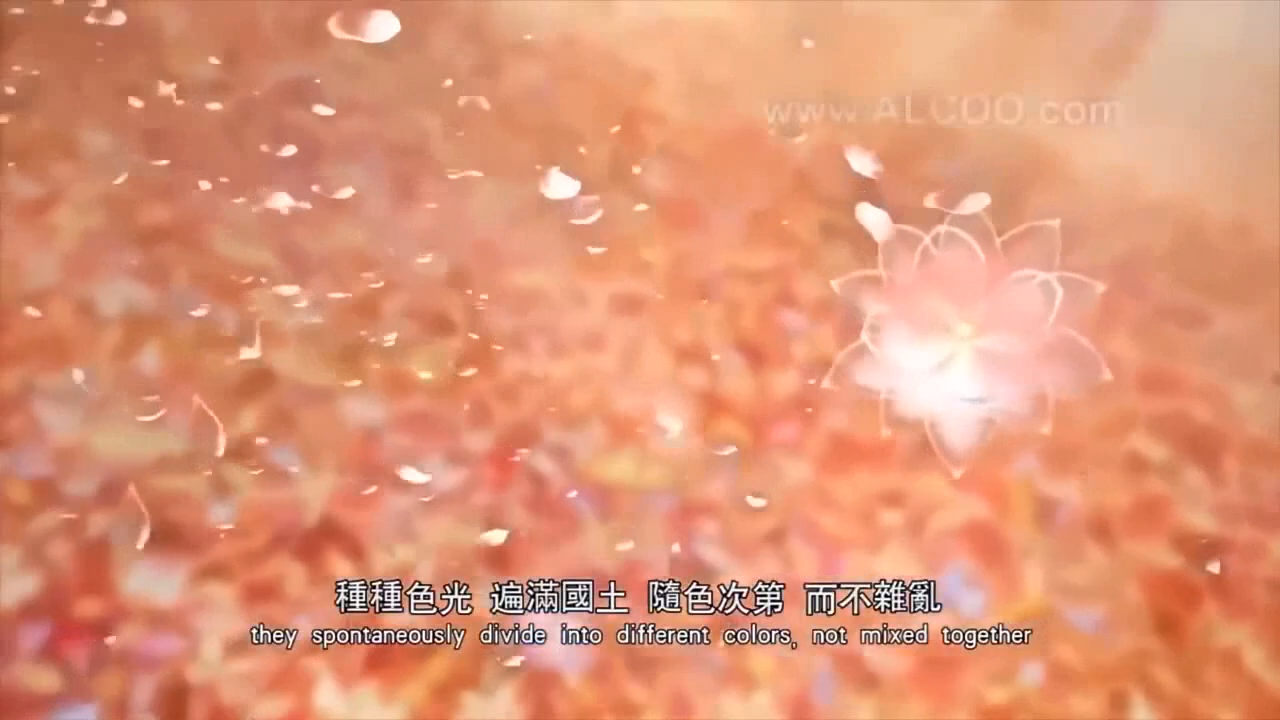 www.ALCOO.com
種種色光 遍滿國土 隨色次第 而不雜亂
they spontaneously divide into different colors, not mixed together